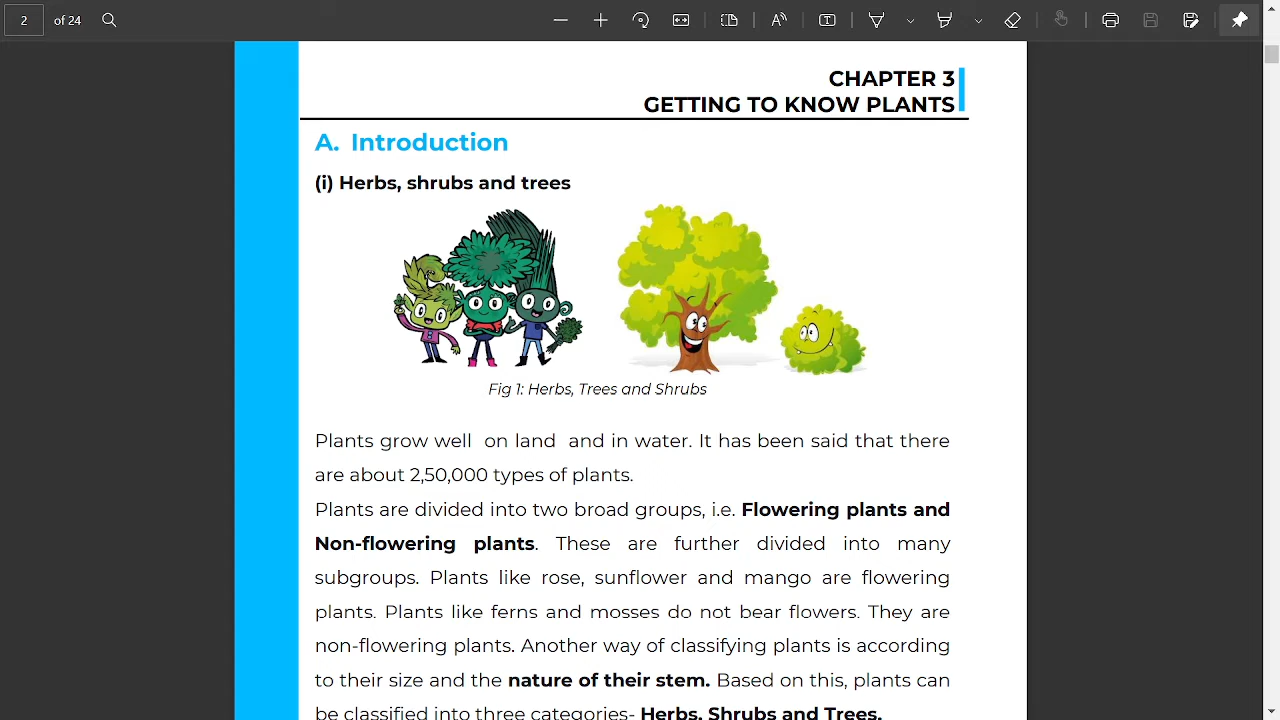 2 of 24
CHAPTER 3
GETTING TO KNOW PLANTS
A. Introduction
(i) Herbs, shrubs and trees
Fig 1: Herbs, Trees and Shrubs
Plants grow well on land and in water. It has been said that there
are about 2,50,000 types of plants.
Plants are divided into two broad groups, i.e. Flowering plants and
Non-flowering plants. These are further divided into many
subgroups. Plants like rose, sunflower and mango are flowering
plants. Plants like ferns and mosses do not bear flowers. They are
non-flowering plants. Another way of classifying plants is according
to their size and the nature of their stem. Based on this, plants can
be classified into three categories- Herbs, Shrubs and Trees.